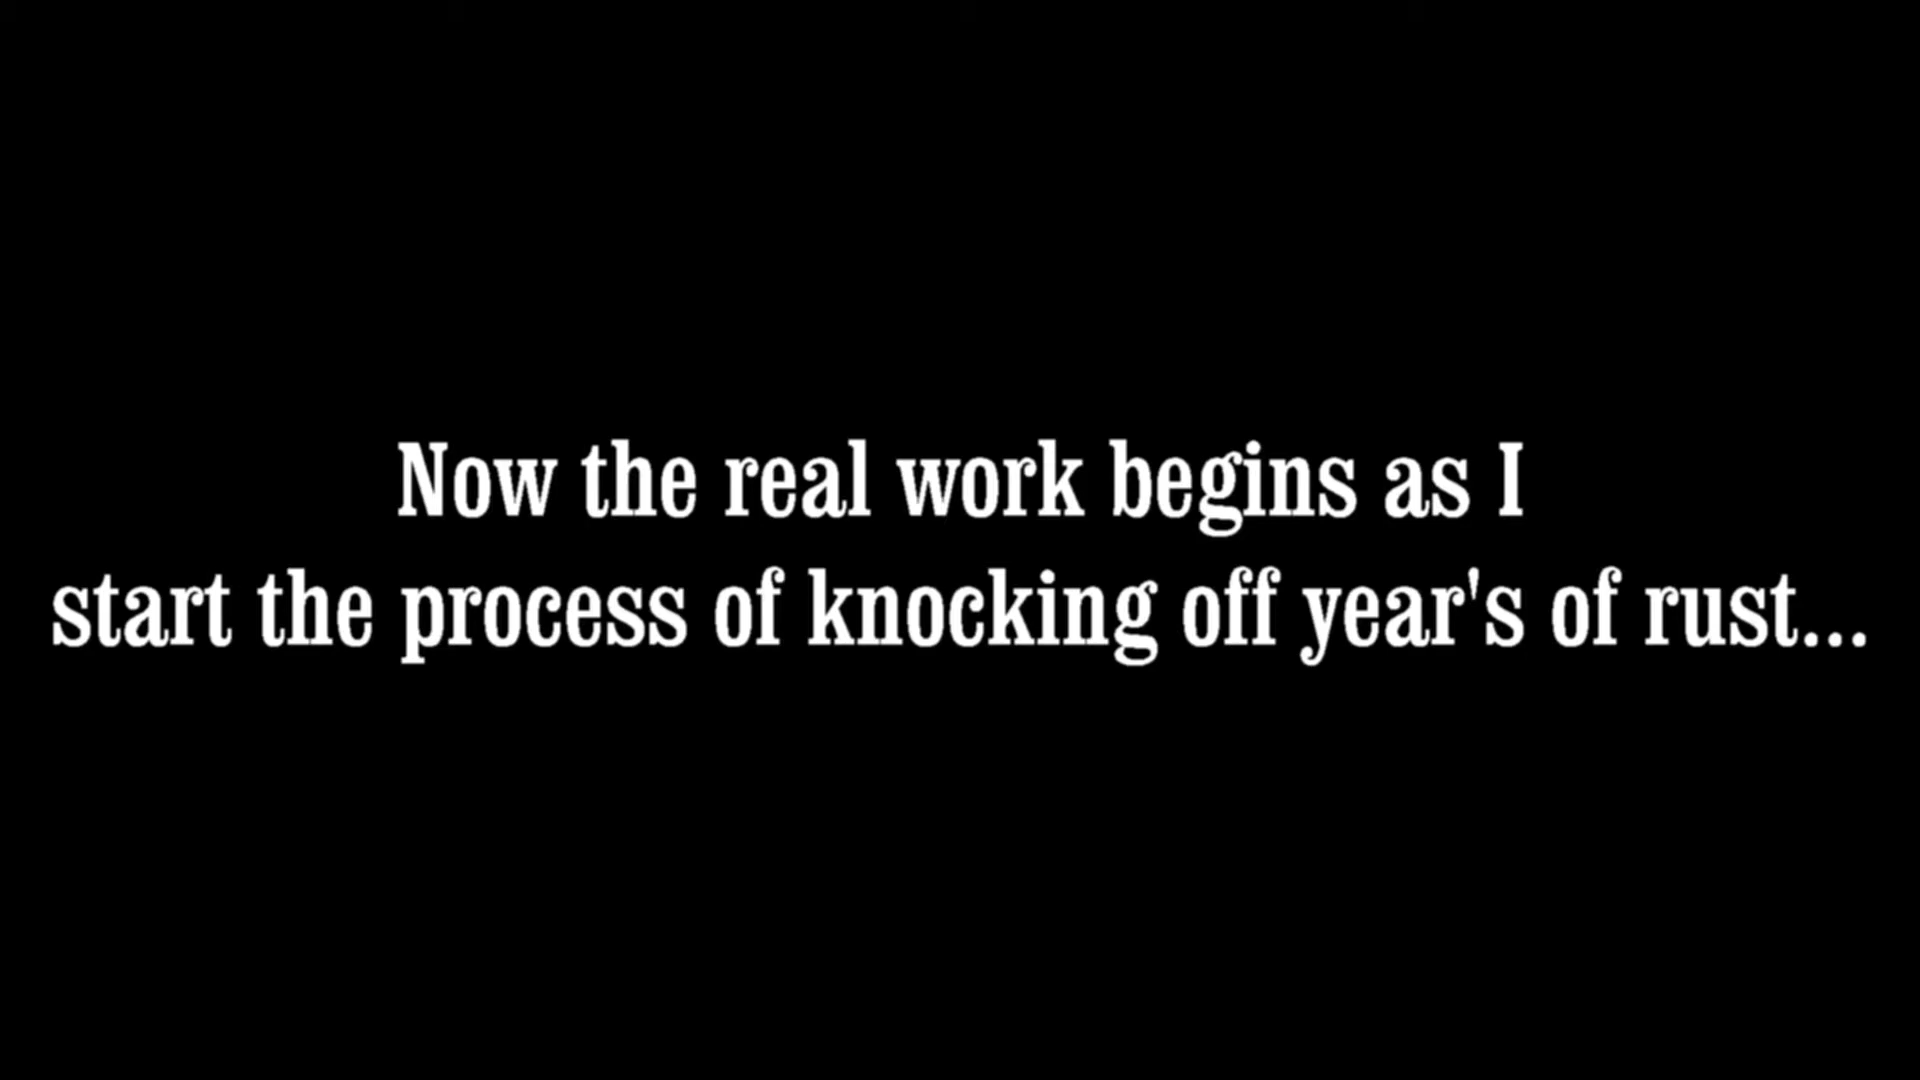 Now the real work begins as I
start the process of knocking off year's of rust...